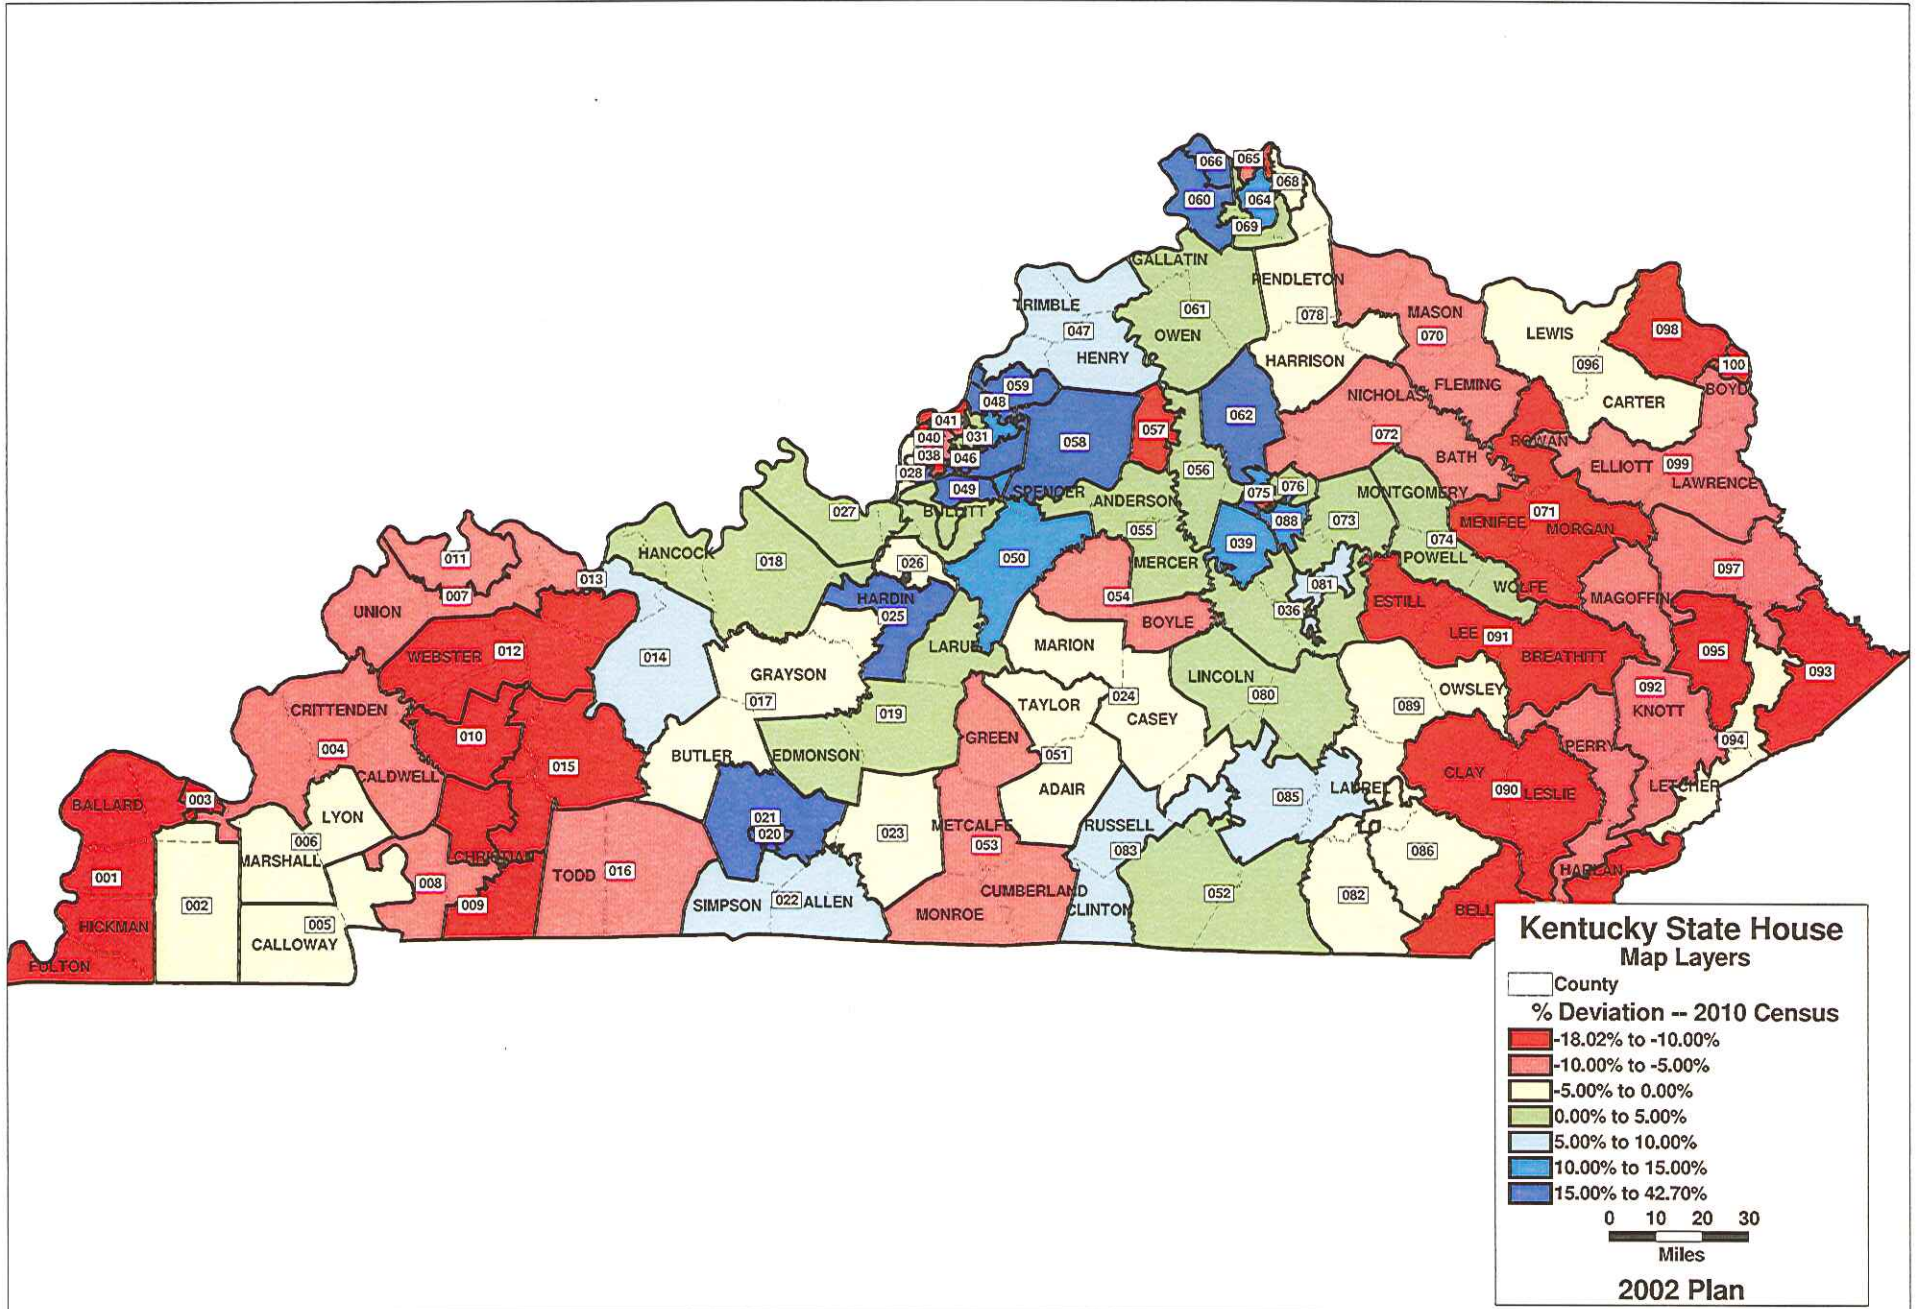 066
065
068
060
064
069
GALLATIN
PENDLETON
TRIMBLE
061
078
MASON
047
OWEN
LEWIS
098
070
HENRY
HARRISON
096
100
059
FLEMING
BOYD
048
NICHOLAS
CARTER
041
062
031
057
072
040
058
ROWAN
038
046
BATH
028
056
ELLIOTT
099
LAWRENCE
049
SPENCER
075
076
MONTGOMERY
ANDERSON
027
BULLITT
088
073
071
MENIFEE
MORGAN
055
039
074
HANCOCK
018
026
050
MERCER
POWELL
011
013
097
081
WOLFE
007
HARDIN
054
ESTILL
MAGOFFIN
UNION
025
036
BOYLE
LEE
091
LARUE
MARION
WEBSTER
012
014
BREATHITT
095
093
GRAYSON
LINCOLN
OWSLEY
092
017
024
080
089
KNOTT
CRITTENDEN
TAYLOR
019
CASEY
010
GREEN
094
004
BUTLER
EDMONSON
051
PERRY
015
CALDWELL
CLAY
LETCHER
BALLARD
003
ADAIR
085
LAUREL
090
LESLIE
LYON
021
020
023
METCALFE
RUSSELL
006
053
083
086
MARSHALL
CHRISTIAN
001
TODD
016
008
HARLAN
CUMBERLAND
052
082
002
009
SIMPSON
022
ALLEN
MONROE
CLINTON
BELL
HICKMAN
005
CALLOWAY
FULTON
Kentucky State House
Map Layers
County
% Deviation -- 2010 Census
-18.02% to -10.00%
-10.00% to -5.00%
-5.00% to 0.00%
0.00% to 5.00%
5.00% to 10.00%
10.00% to 15.00%
15.00% to 42.70%
0 10 20 30
Miles
2002 Plan